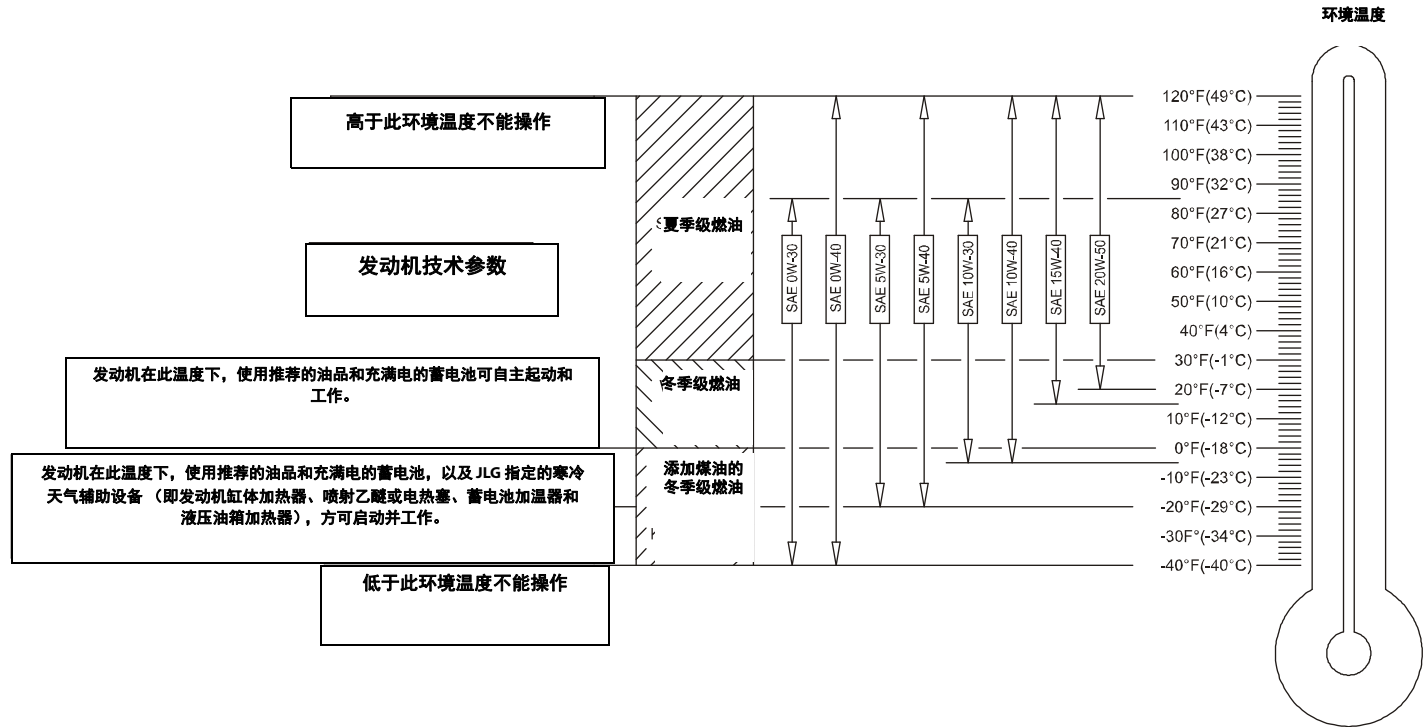 环境温度
高于此环境温度不能操作
发动机技术参数
发动机在此温度下，使用推荐的油品和充满电的蓄电池可自主起动和
工作。
发动机在此温度下，使用推荐的油品和充满电的蓄电池，以及 JLG 指定的寒冷
天气辅助设备（即发动机缸体加热器、喷射乙醚或电热塞、蓄电池加温器和
液压油箱加热器），方可启动并工作。
低于此环境温度不能操作
夏季级燃油
冬季级燃油
添加煤油的
冬季级燃油
SAE 0W-30
SAE 0W-40
SAE 5W-30
SAE 5W-40
SAE 10W-30
SAE 10W-40
SAE 15W-40
SAE 20W-50
120°F(49°C)
110°F(43°C)
100°F(38°C)
90°F(32°C)
80°F(27°C)
70°F(21°C)
60°F(16°C)
50°F(10°C)
40°F(4°C)
30°F(-1°C)
20°F(-7°C)
10°F(-12°C)
0°F(-18°C)
-10°F(-23°C)
-20°F(-29°C)
-30F°(-34°C)
-40°F(-40°C)